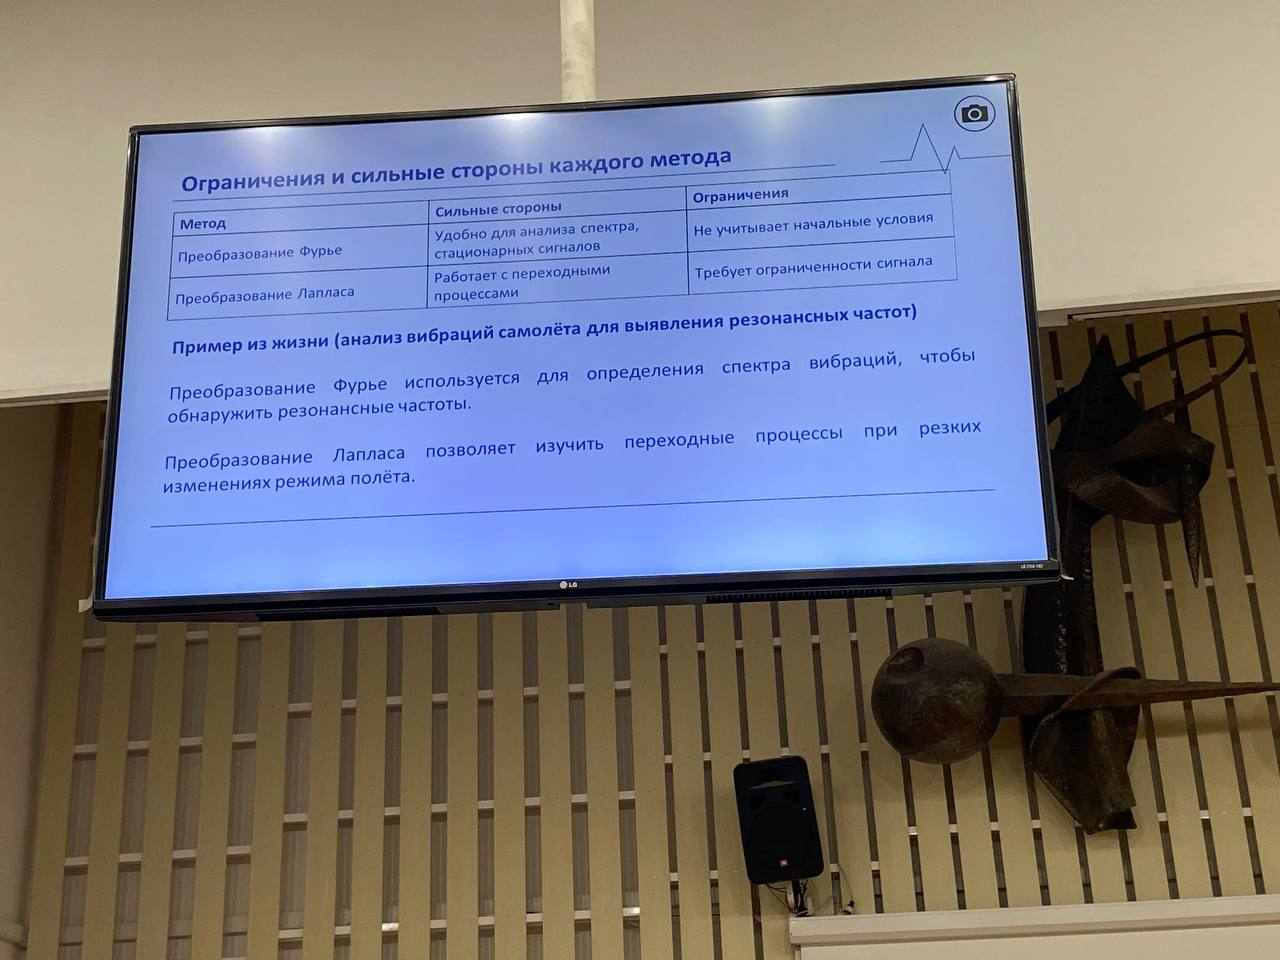 Ограничения и сильные стороны каждого метода
Метод
Сильные стороны
Ограничения
Преобразование Фурье
Удобно для анализа спектра,
стационарных сигналов
Не учитывает начальные условия
Преобразование Лапласа
Работает с переходными
процессами
Требует ограниченности сигнала
Пример из жизни (анализ вибраций самолёта для выявления резонансных частот)
Преобразование Фурье используется для определения спектра вибраций, чтобы
обнаружить резонансные частоты.
Преобразование Лапласа позволяет изучить переходные процессы при резких
изменениях режима полёта.
LG
ULTRA HD
JBL